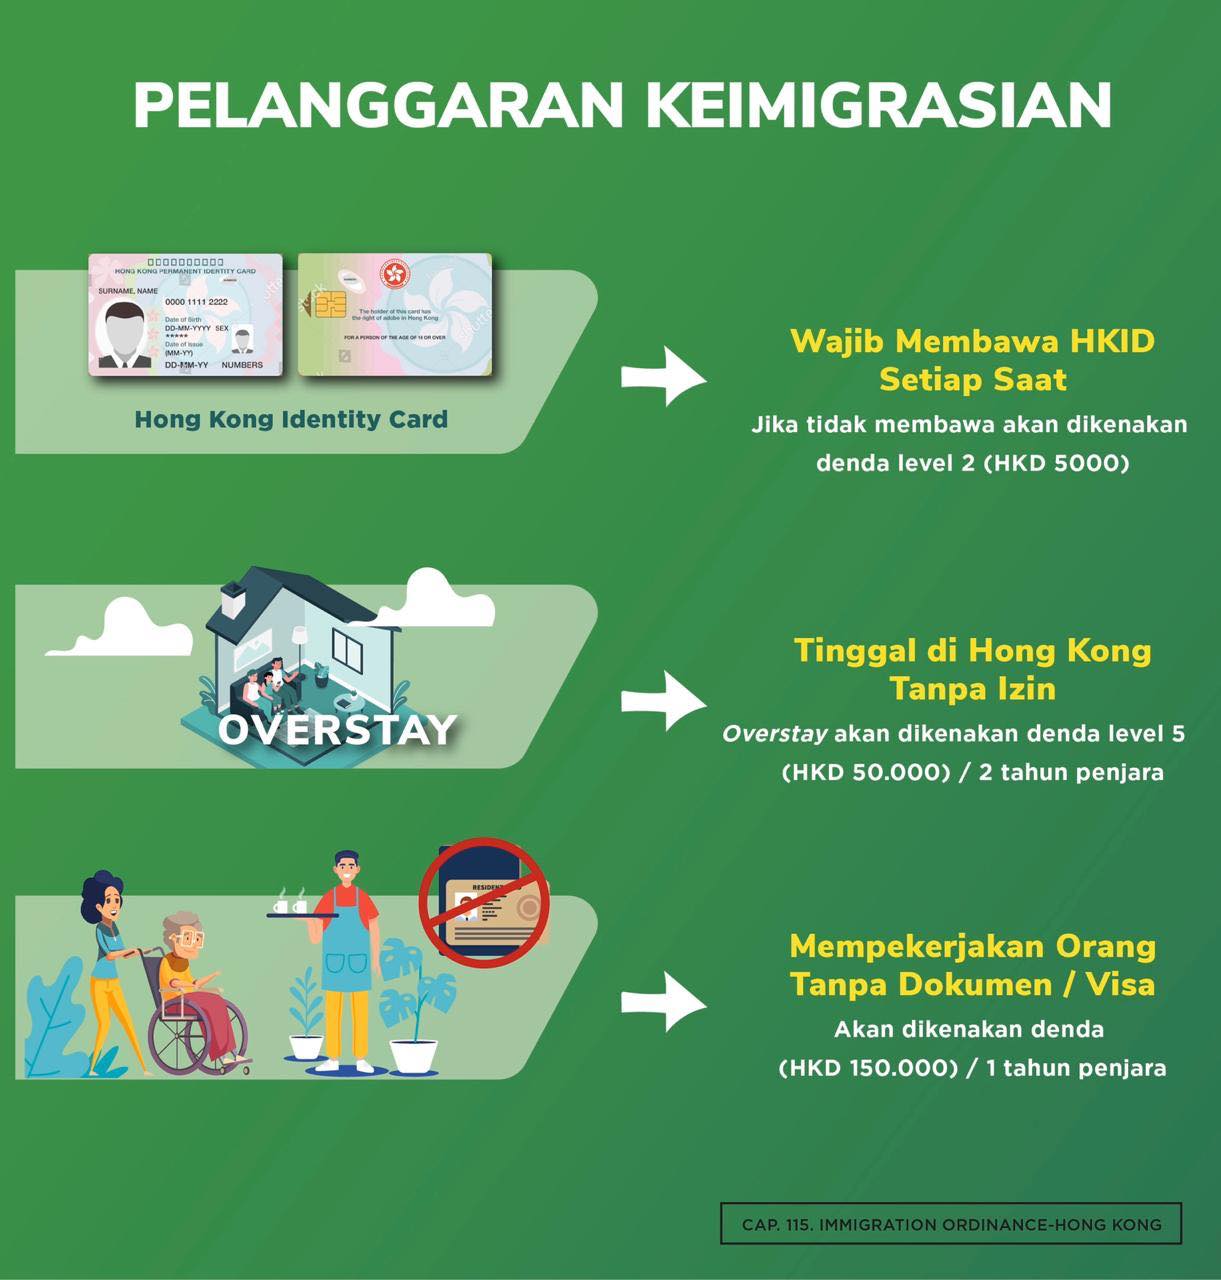 PELANGGARAN KEIMIGRASIAN
HONG KONG PERMANENT IDENTITY CARD
SURNAME, NAME
0000 1111 2222
Date of Birth
DD-MM-YYYY SEX
*****
Date of Issue
(MM-YY)
DD-MM-YY NUMBERS
The holder of this card has
the right of adobe in Hong Kong
FOR A PERSON OF THE AGE OF 18 OR OVER
Hong Kong Identity Card
Wajib Membawa HKID
Setiap Saat
Jika tidak membawa akan dikenakan
denda level 2 (HKD 5000)
OVERSTAY
Tinggal di Hong Kong
Tanpa Izin
Overstay akan dikenakan denda level 5
(HKD 50.000) / 2 tahun penjara
Mempekerjakan Orang
Tanpa Dokumen / Visa
Akan dikenakan denda
(HKD 150.000) / 1 tahun penjara
CAP. 115. IMMIGRATION ORDINANCE-HONG KONG